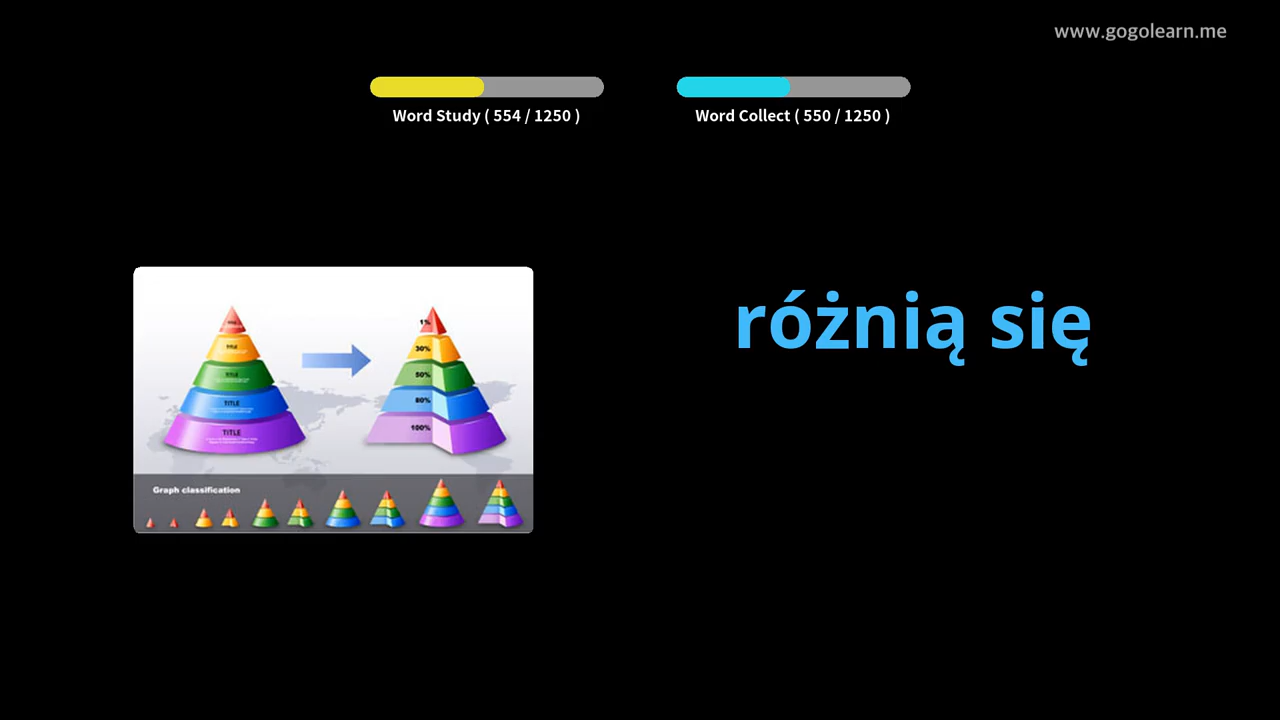 www.gogolearn.me
Word Study ( 554 / 1250 )
Word Collect ( 550 / 1250 )
różnią się
TITLE
TITLE
TITLE
TITLE
1%
30%
50%
80%
100%
Graph classification